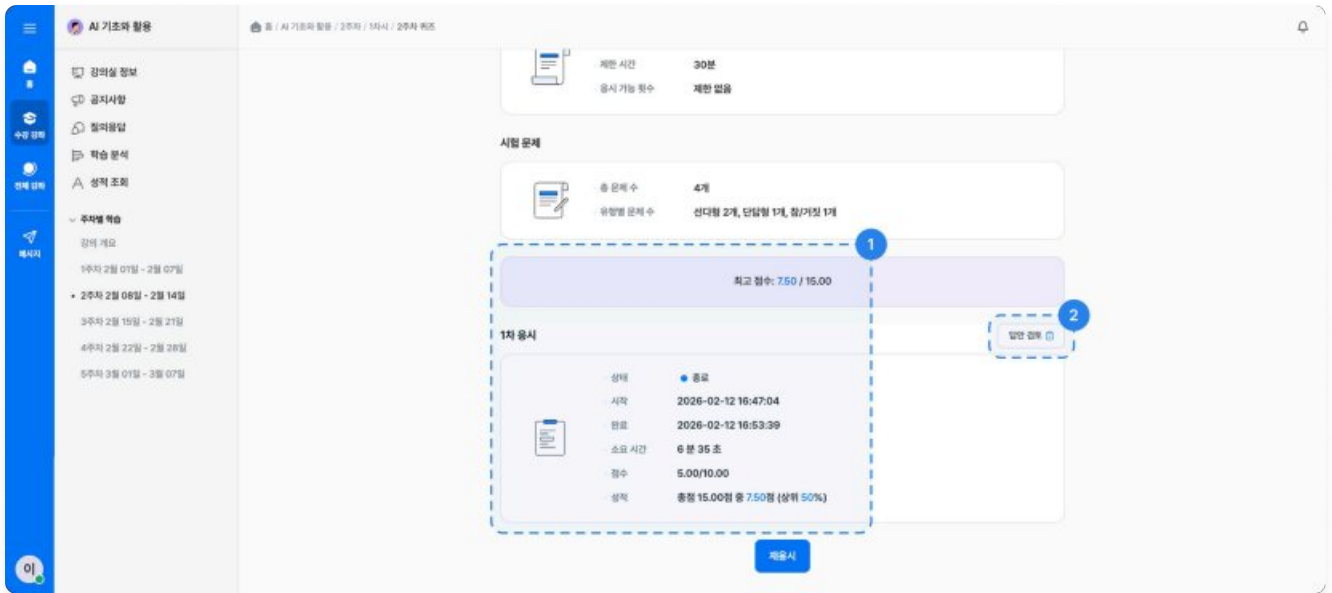 AI 기초와 활용
홈 / AI 기초와 활용 / 2주차 / 1차시 / 2주차 퀴즈
홈
수강 강좌
전체 강좌
메시지
이
강의실 정보
공지사항
질의응답
학습 분석
성적 조회
주차별 학습
강의 개요
1주차 2월 01일 - 2월 07일
2주차 2월 08일 - 2월 14일
3주차 2월 15일 - 2월 21일
4주차 2월 22일 - 2월 28일
5주차 3월 01일 - 3월 07일
제한 시간 30분
응시 가능 횟수 제한 없음
시험 문제
총 문제 수 4개
유형별 문제 수 선다형 2개, 단답형 1개, 참/거짓 1개
1
최고 점수: 7.50 / 15.00
2
1차 응시
답안 검토
상태 종료
시작 2026-02-12 16:47:04
완료 2026-02-12 16:53:39
소요 시간 6 분 35 초
점수 5.00/10.00
성적 총점 15.00점 중 7.50점 (상위 50%)
재응시